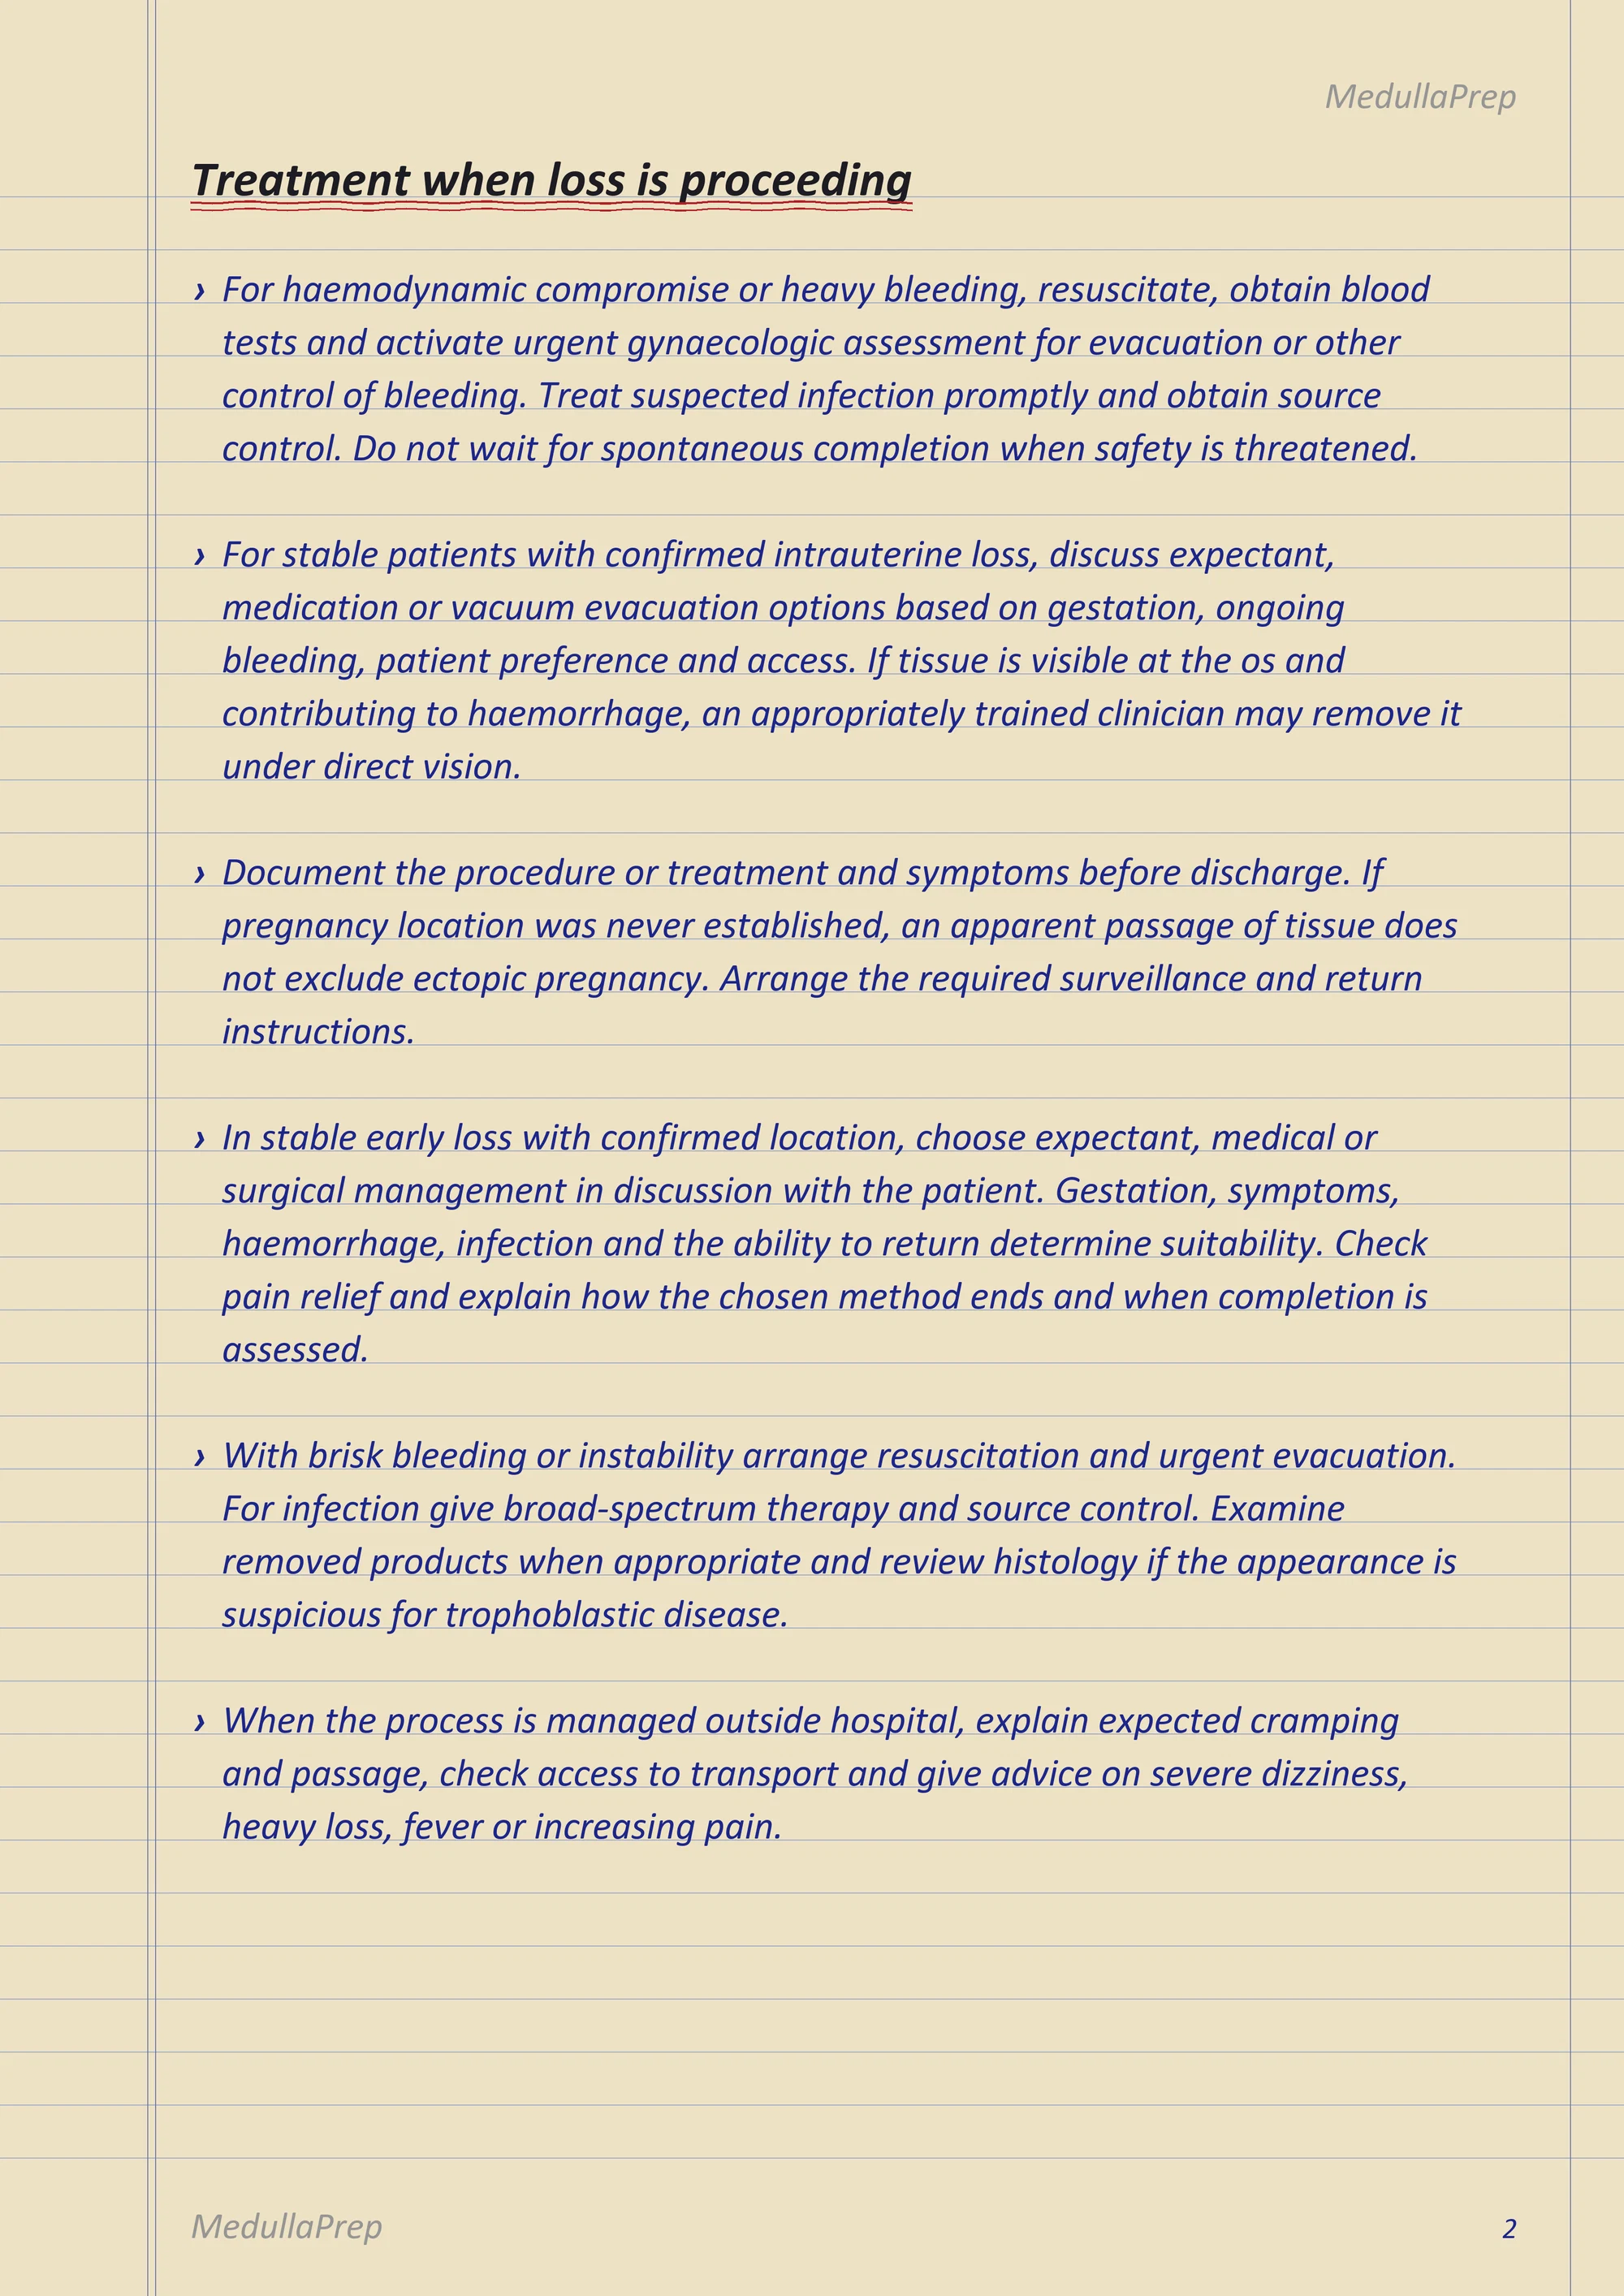 MedullaPrep
Treatment when loss is proceeding
› For haemodynamic compromise or heavy bleeding, resuscitate, obtain blood
tests and activate urgent gynaecologic assessment for evacuation or other
control of bleeding. Treat suspected infection promptly and obtain source
control. Do not wait for spontaneous completion when safety is threatened.
› For stable patients with confirmed intrauterine loss, discuss expectant,
medication or vacuum evacuation options based on gestation, ongoing
bleeding, patient preference and access. If tissue is visible at the os and
contributing to haemorrhage, an appropriately trained clinician may remove it
under direct vision.
› Document the procedure or treatment and symptoms before discharge. If
pregnancy location was never established, an apparent passage of tissue does
not exclude ectopic pregnancy. Arrange the required surveillance and return
instructions.
› In stable early loss with confirmed location, choose expectant, medical or
surgical management in discussion with the patient. Gestation, symptoms,
haemorrhage, infection and the ability to return determine suitability. Check
pain relief and explain how the chosen method ends and when completion is
assessed.
› With brisk bleeding or instability arrange resuscitation and urgent evacuation.
For infection give broad-spectrum therapy and source control. Examine
removed products when appropriate and review histology if the appearance is
suspicious for trophoblastic disease.
› When the process is managed outside hospital, explain expected cramping
and passage, check access to transport and give advice on severe dizziness,
heavy loss, fever or increasing pain.
MedullaPrep
2